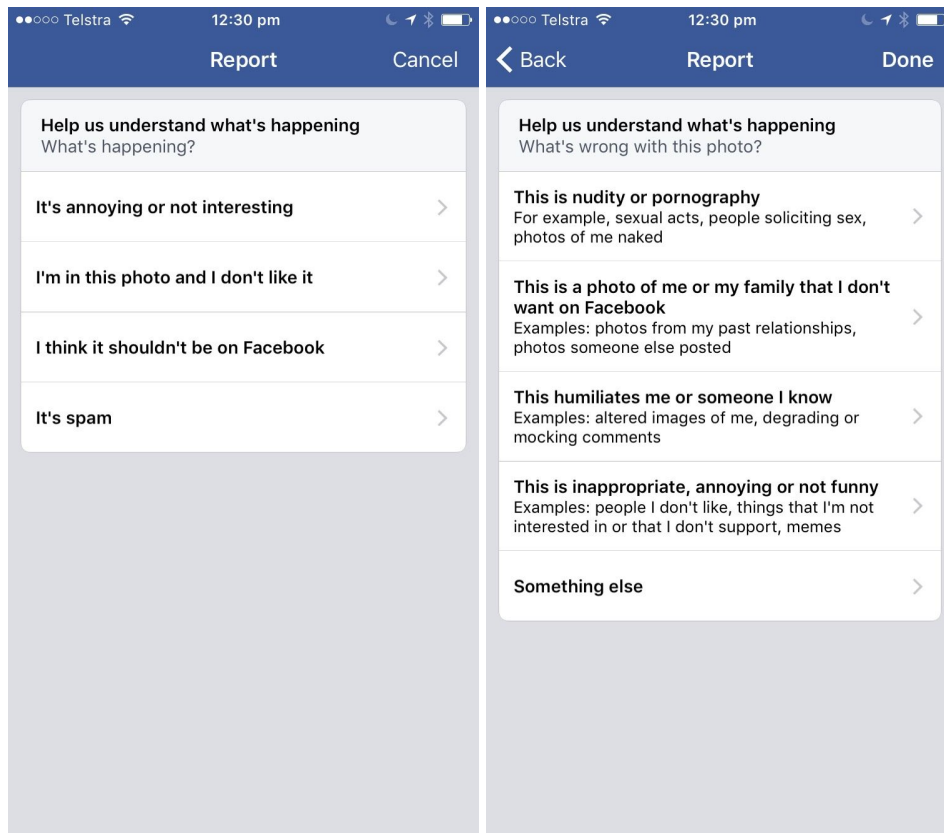 ●●○○○ Telstra 12:30 pm
Report Cancel
Help us understand what's happening
What's happening?
It's annoying or not interesting
I'm in this photo and I don't like it
I think it shouldn't be on Facebook
It's spam
●●○○○ Telstra 12:30 pm
Back Report Done
Help us understand what's happening
What's wrong with this photo?
This is nudity or pornography
For example, sexual acts, people soliciting sex,
photos of me naked
This is a photo of me or my family that I don't
want on Facebook
Examples: photos from my past relationships,
photos someone else posted
This humiliates me or someone I know
Examples: altered images of me, degrading or
mocking comments
This is inappropriate, annoying or not funny
Examples: people I don't like, things that I'm not
interested in or that I don't support, memes
Something else